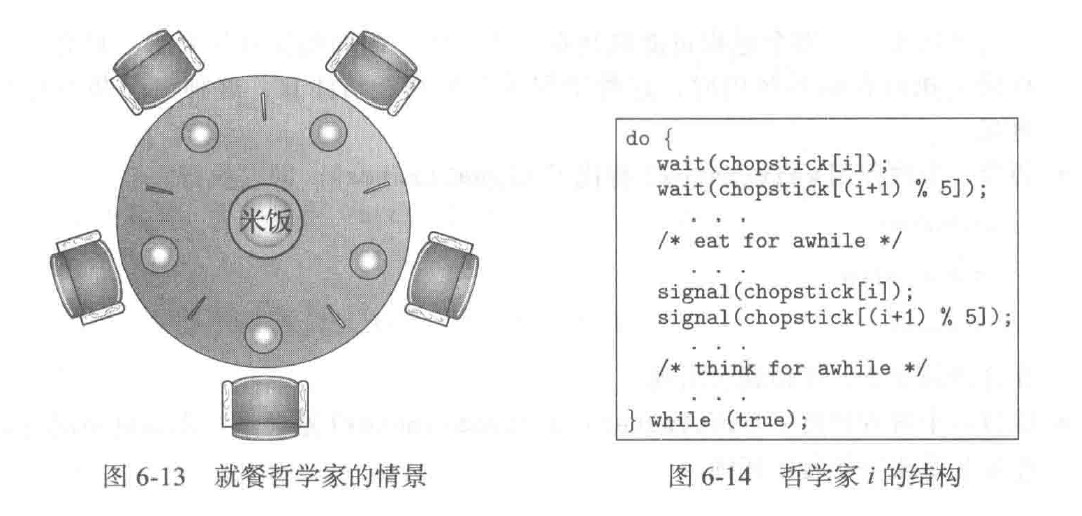 米饭
do {
wait(chopstick[i]);
wait(chopstick[(i+1) % 5]);
. . .
/* eat for awhile */
. . .
signal(chopstick[i]);
signal(chopstick[(i+1) % 5]);
. . .
/* think for awhile */
. . .
} while (true);
图 6-13 就餐哲学家的情景
图 6-14 哲学家 i 的结构